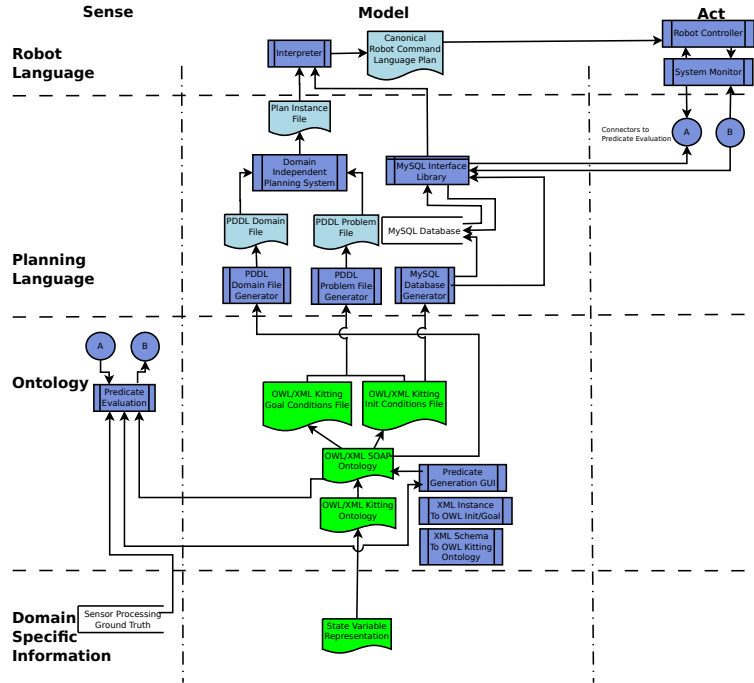 Sense
Model
Act
Robot
Language
Interpreter
Canonical
Robot Command
Language Plan
Robot Controller
System Monitor
Plan Instance
File
Connectors to
Predicate Evaluation
A
B
Domain
Independent
Planning System
MySQL Interface
Library
PDDL Domain
File
PDDL Problem
File
MySQL Database
Planning
Language
PDDL
Domain File
Generator
PDDL
Problem File
Generator
MySQL
Database
Generator
A
B
Ontology
Predicate
Evaluation
OWL/XML Kitting
Goal Conditions File
OWL/XML Kitting
Init Conditions File
OWL/XML SOAP
Ontology
Predicate
Generation GUI
OWL/XML Kitting
Ontology
XML Instance
To OWL Init/Goal
XML Schema
To OWL Kitting
Ontology
Domain
Specific
Information
Sensor Processing
Ground Truth
State Variable
Representation